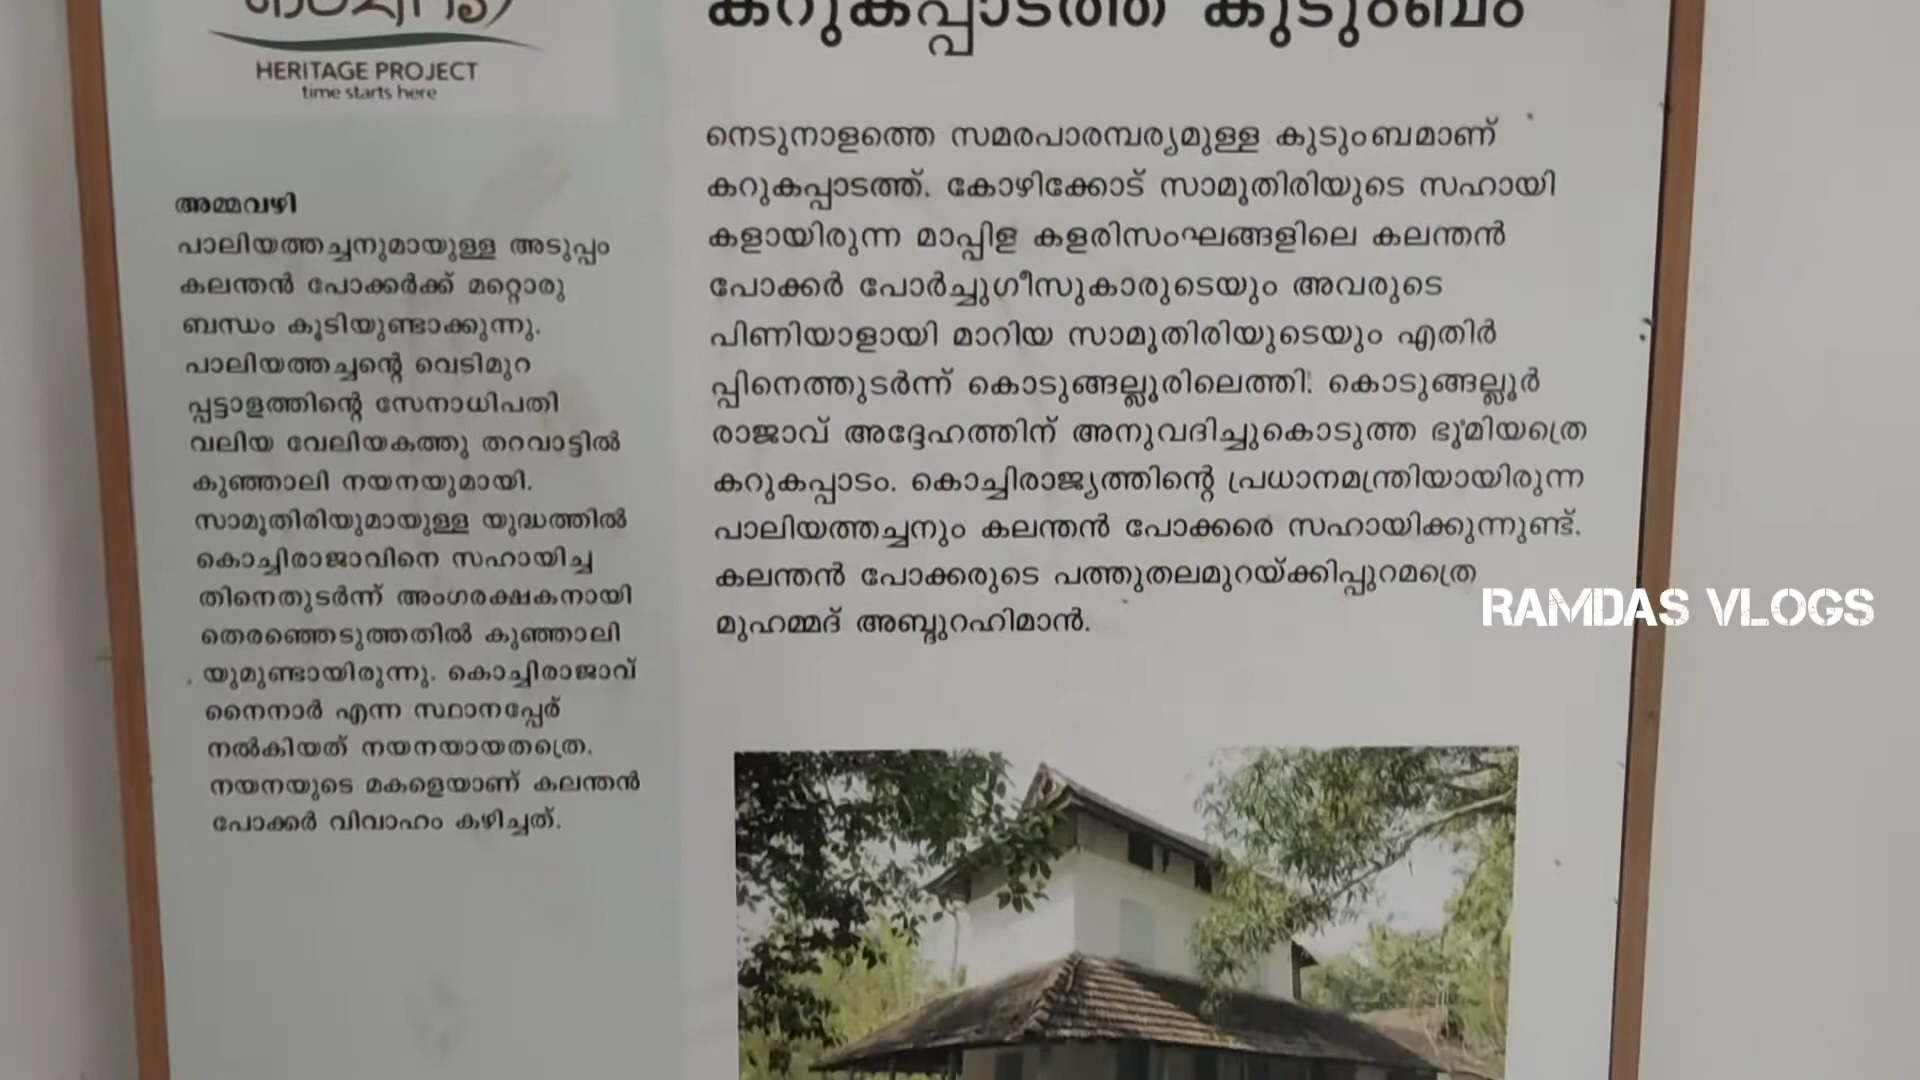 HERITAGE PROJECT
time starts here
അമ്മവഴി
പാലിയത്തച്ചനുമായുള്ള അടുപ്പം
കലന്തൻ പോക്കർക്ക് മറ്റൊരു
ബന്ധം കൂടിയുണ്ടാക്കുന്നു.
പാലിയത്തച്ചന്റെ വെടിമുറ
പ്പട്ടാളത്തിന്റെ സേനാധിപതി
വലിയ വേലിയകത്തു തറവാട്ടിൽ
കുഞ്ഞാലി നയനയുമായി.
സാമൂതിരിയുമായുള്ള യുദ്ധത്തിൽ
കൊച്ചിരാജാവിനെ സഹായിച്ച
തിനെതുടർന്ന് അംഗരക്ഷകനായി
തെരഞ്ഞെടുത്തതിൽ കുഞ്ഞാലി
യുമുണ്ടായിരുന്നു. കൊച്ചിരാജാവ്
നൈനാർ എന്ന സ്ഥാനപ്പേര്
നൽകിയത് നയനയായതത്രെ.
നയനയുടെ മകളെയാണ് കലന്തൻ
പോക്കർ വിവാഹം കഴിച്ചത്.
കറുകപ്പാടത്ത് കുടുംബം
നെടുനാളത്തെ സമരപാരമ്പര്യമുള്ള കുടുംബമാണ്
കറുകപ്പാടത്ത്. കോഴിക്കോട് സാമൂതിരിയുടെ സഹായി
കളായിരുന്ന മാപ്പിള കളരിസംഘങ്ങളിലെ കലന്തൻ
പോക്കർ പോർച്ചുഗീസുകാരുടെയും അവരുടെ
പിണിയാളായി മാറിയ സാമൂതിരിയുടെയും എതിർ
പ്പിനെത്തുടർന്ന് കൊടുങ്ങല്ലൂരിലെത്തി. കൊടുങ്ങല്ലൂർ
രാജാവ് അദ്ദേഹത്തിന് അനുവദിച്ചുകൊടുത്ത ഭൂമിയത്രെ
കറുകപ്പാടം. കൊച്ചിരാജ്യത്തിന്റെ പ്രധാനമന്ത്രിയായിരുന്ന
പാലിയത്തച്ചനും കലന്തൻ പോക്കരെ സഹായിക്കുന്നുണ്ട്.
കലന്തൻ പോക്കരുടെ പത്തുതലമുറയ്ക്കിപ്പുറമത്രെ
മുഹമ്മദ് അബ്ദുറഹിമാൻ.
RAMDAS VLOGS